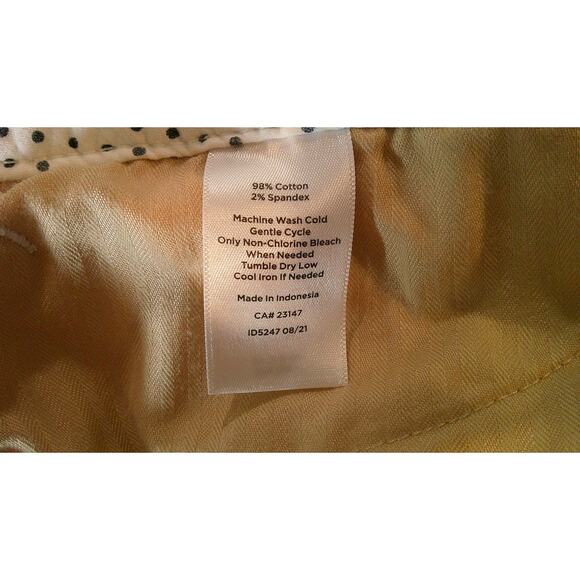 98% Cotton
2% Spandex
Machine Wash Cold
Gentle Cycle
Only Non-Chlorine Bleach
When Needed
Tumble Dry Low
Cool Iron If Needed
Made In Indonesia
CA# 23147
ID5247 08/21